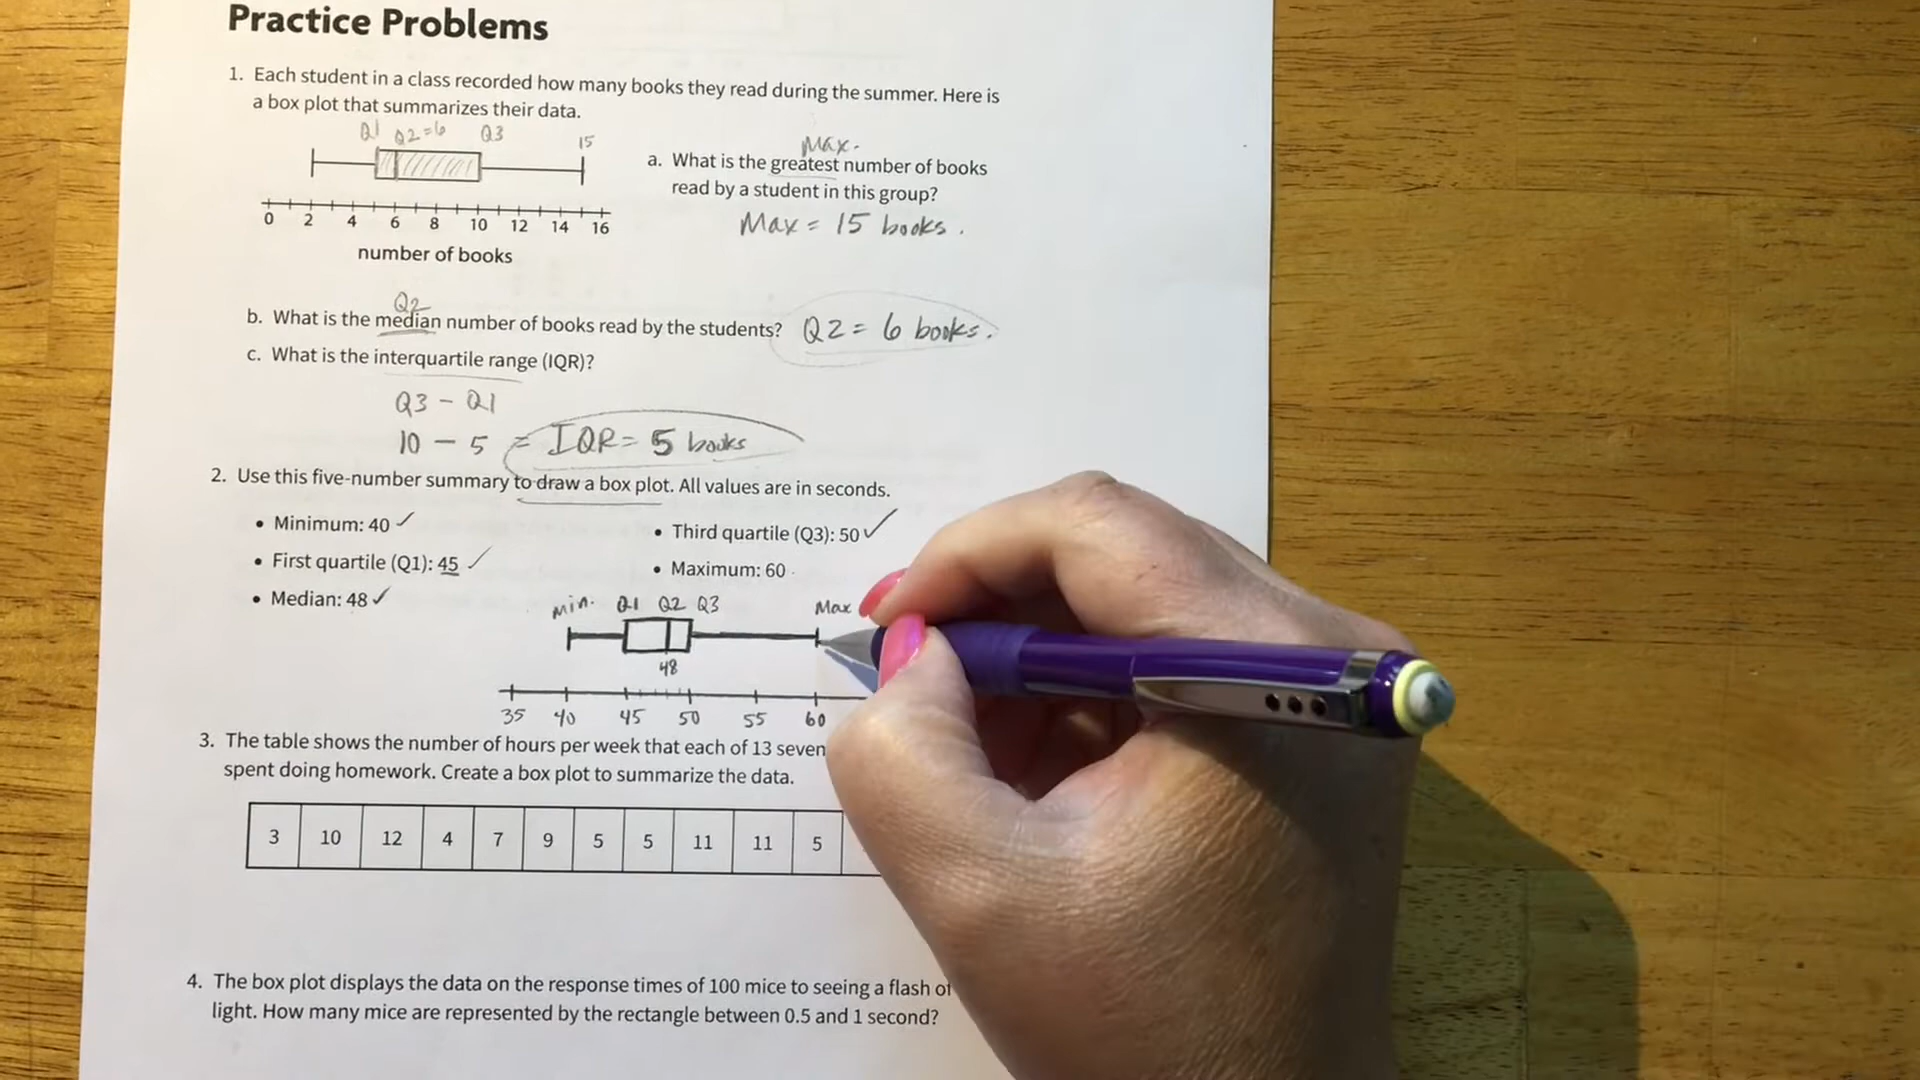 Practice Problems
1. Each student in a class recorded how many books they read during the summer. Here is
a box plot that summarizes their data.
Q1 Q2=6 Q3 15
0 2 4 6 8 10 12 14 16
number of books
Max.
a. What is the greatest number of books
read by a student in this group?
Max = 15 books.
Q2
b. What is the median number of books read by the students? Q2 = 6 books.
c. What is the interquartile range (IQR)?
Q3 - Q1
10 - 5 = IQR = 5 books
2. Use this five-number summary to draw a box plot. All values are in seconds.
• Minimum: 40 ✓
• First quartile (Q1): 45 ✓
• Median: 48 ✓
• Third quartile (Q3): 50 ✓
• Maximum: 60
Min. Q1 Q2 Q3 Max
48
35 40 45 50 55 60
3. The table shows the number of hours per week that each of 13 seven
spent doing homework. Create a box plot to summarize the data.
3 10 12 4 7 9 5 5 11 11 5
4. The box plot displays the data on the response times of 100 mice to seeing a flash of
light. How many mice are represented by the rectangle between 0.5 and 1 second?